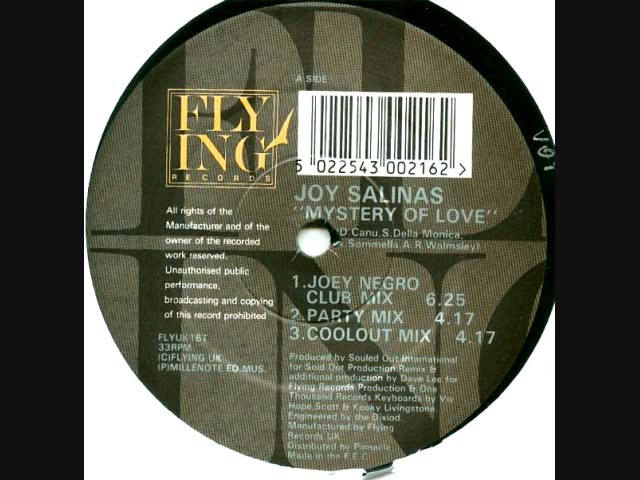 A SIDE
FLY
ING
RECORDS
5 022543 002162 >
JOY SALINAS
"MYSTERY OF LOVE"
D.Canu,S.Della Monica,
Sommella,A.R.Walmsley)
All rights of the
Manufacturer and of the
owner of the recorded
work reserved.
Unauthorised public
performance,
broadcasting and copying
of this record prohibited
FLYUK16T
33RPM
(C)FLYING UK
(P)MILLENOTE ED.MUS.
1.JOEY NEGRO
CLUB MIX 6.25
2.PARTY MIX 4.17
3.COOLOUT MIX 4.17
Produced by Souled Out International
for Sold Out Production.Remix &
additional production by Dave Lee for
Flying Records Production & One
Thousand Records.Keyboards by Viv
Hope.Scott & Kooky Livingstone.
Engineered by the Dixiod.
Manufactured by Flying
Records UK
Distributed by Pinnacle
Made in the E.E.C.